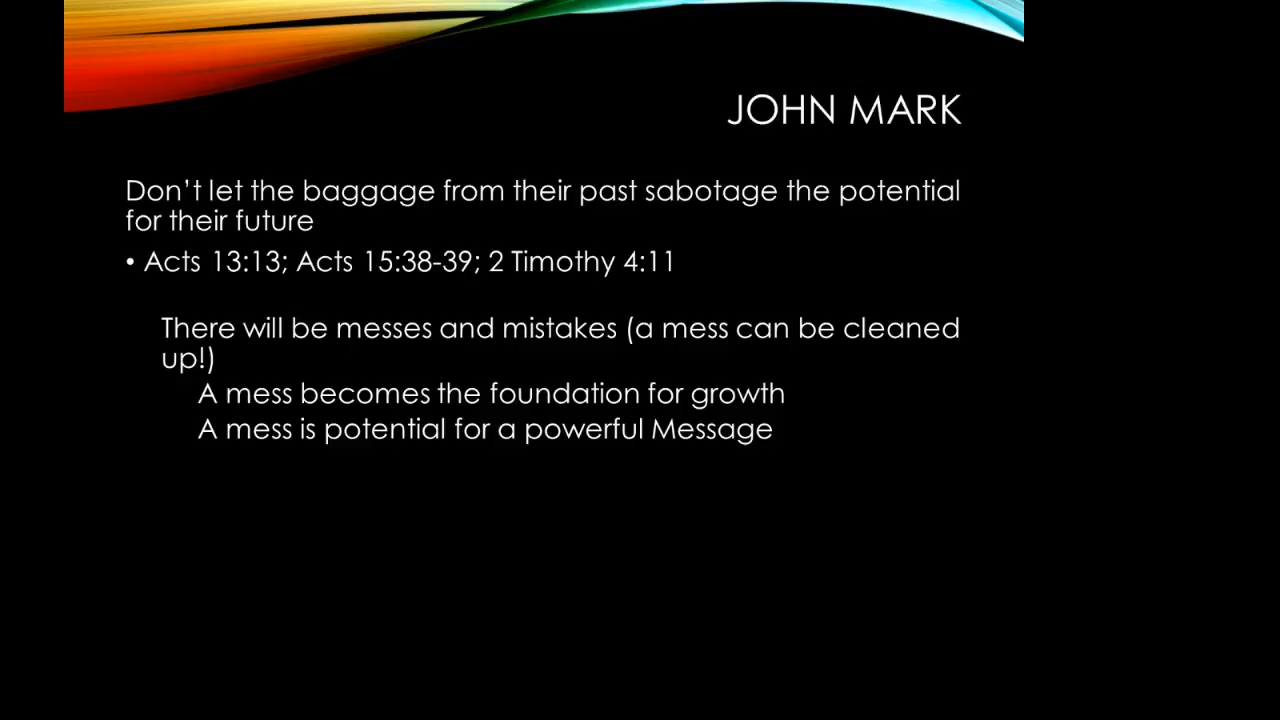 JOHN MARK
Don’t let the baggage from their past sabotage the potential
for their future
• Acts 13:13; Acts 15:38-39; 2 Timothy 4:11
There will be messes and mistakes (a mess can be cleaned
up!)
A mess becomes the foundation for growth
A mess is potential for a powerful Message